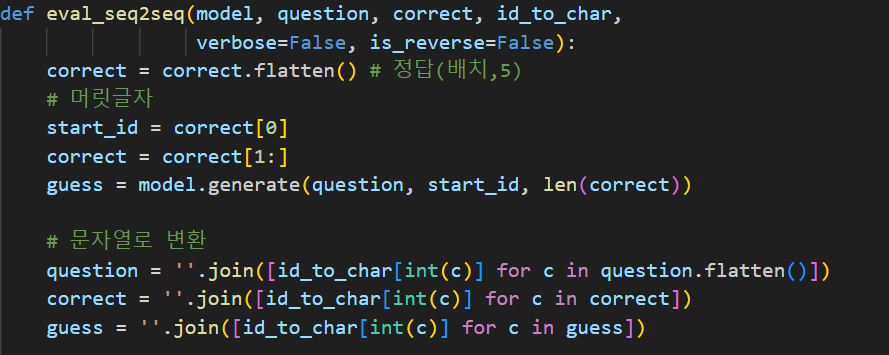 def eval_seq2seq(model, question, correct, id_to_char,
verbose=False, is_reverse=False):
correct = correct.flatten() # 정답(배치,5)
# 머릿글자
start_id = correct[0]
correct = correct[1:]
guess = model.generate(question, start_id, len(correct))
# 문자열로 변환
question = ''.join([id_to_char[int(c)] for c in question.flatten()])
correct = ''.join([id_to_char[int(c)] for c in correct])
guess = ''.join([id_to_char[int(c)] for c in guess])